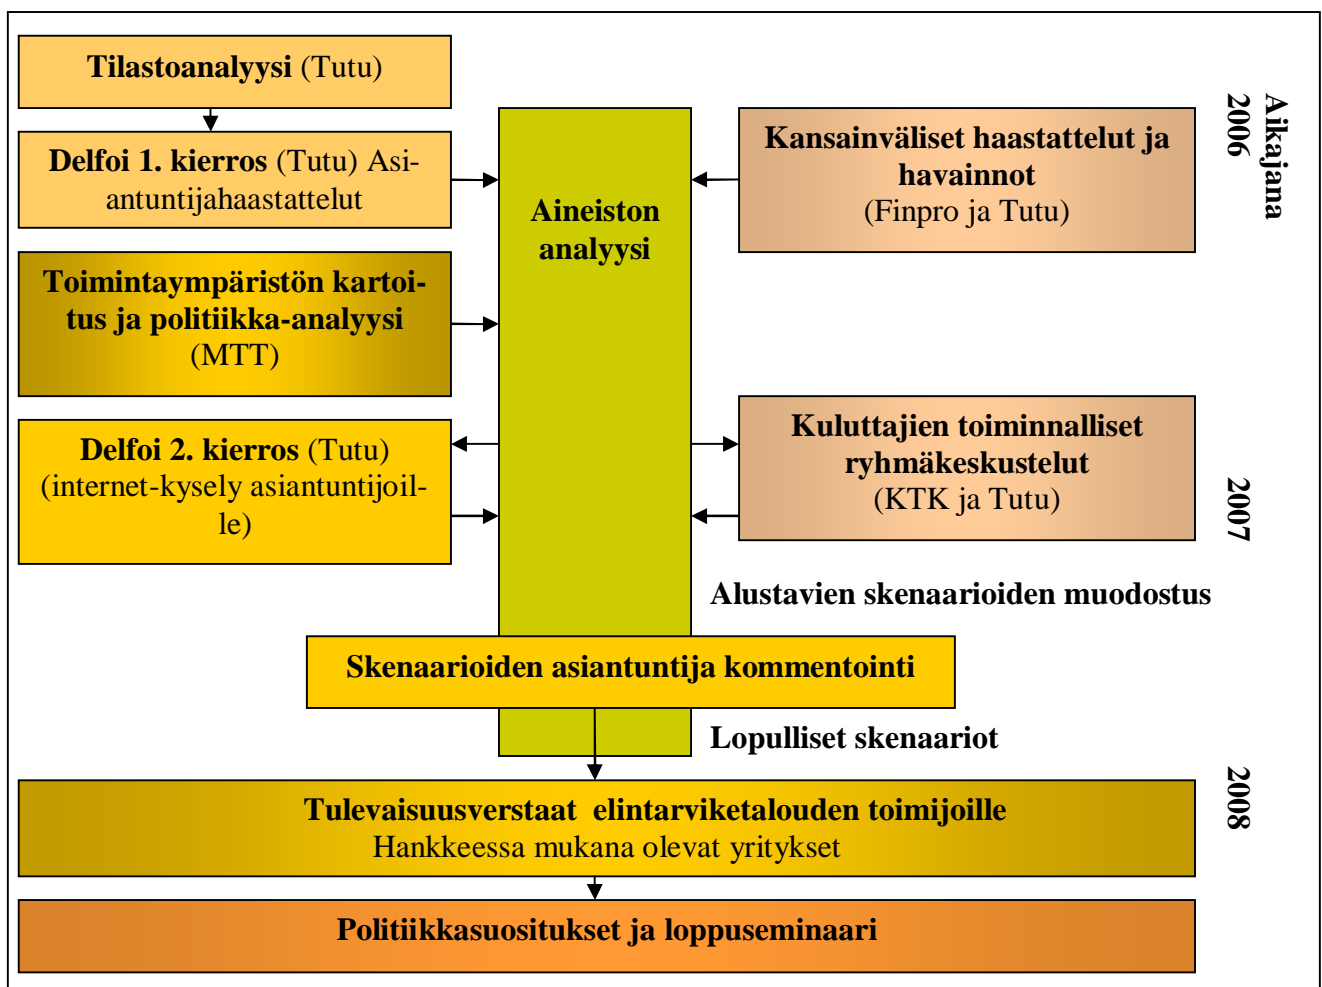 Tilastoanalyysi (Tutu)
Delfoi 1. kierros (Tutu) Asi-
antuntijahaastattelut
Toimintaympäristön kartoi-
tus ja politiikka-analyysi
(MTT)
Delfoi 2. kierros (Tutu)
(internet-kysely asiantuntijoil-
le)
Aineiston
analyysi
Kansainväliset haastattelut ja
havainnot
(Finpro ja Tutu)
Kuluttajien toiminnalliset
ryhmäkeskustelut
(KTK ja Tutu)
Aikajana
2006
2007
Alustavien skenaarioiden muodostus
Skenaarioiden asiantuntija kommentointi
Lopulliset skenaariot
2008
Tulevaisuusverstaat elintarviketalouden toimijoille
Hankkeessa mukana olevat yritykset
Politiikkasuositukset ja loppuseminaari